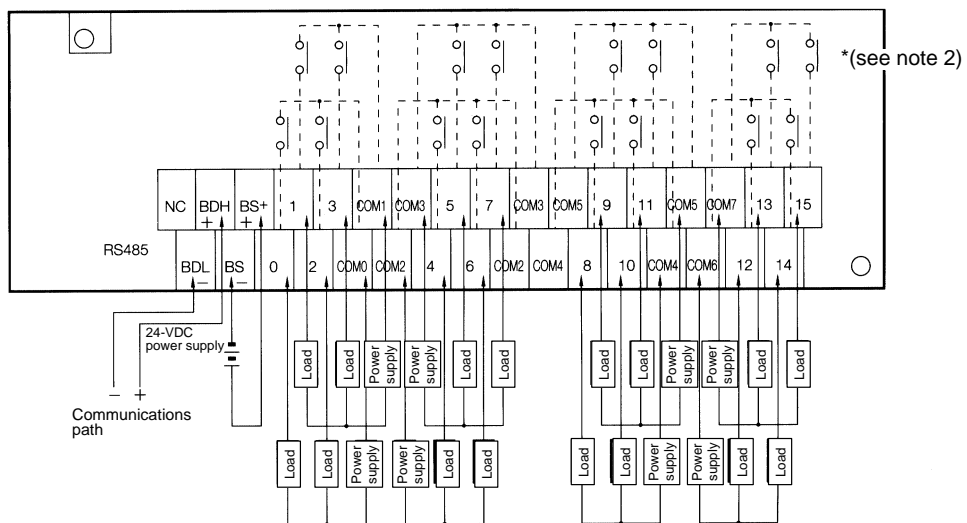 *(see note 2)
NC BDH + BS+ + 1 3 COM1 COM3 5 7 COM3 COM5 9 11 COM5 COM7 13 15
RS485
BDL − BS − 0 2 COM0 COM2 4 6 COM2 COM4 8 10 COM4 COM6 12 14
24-VDC
power supply
Load Load Power supply Power supply Load Load Load Load Power supply Power supply Load Load
− +
Communications
path
Load Load Power supply Power supply Load Load Load Load Power supply Power supply Load Load